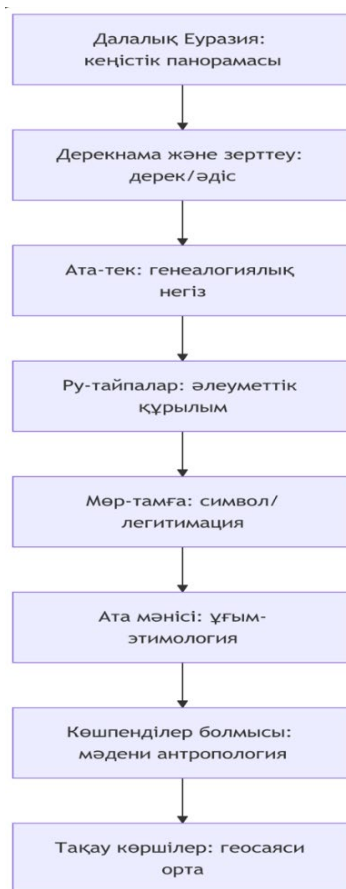 Далалық Еуразия:
кеңістік панорамасы
Дерекнама және зерттеу:
дерек/әдіс
Ата-тек: генеалогиялық
негіз
Ру-тайпалар: әлеуметтік
құрылым
Мөр-тамға: символ/
легитимация
Ата мәнісі: ұғым-
этимология
Көшпенділер болмысы:
мәдени антропология
Тақау көршілер: геосаяси
орта